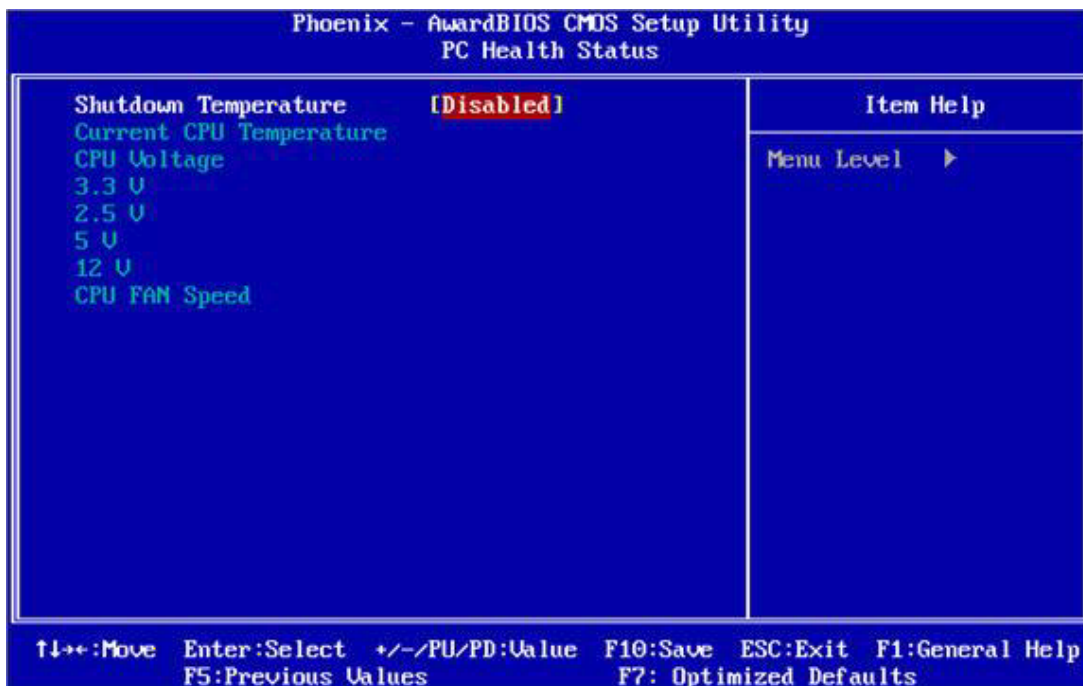 Phoenix - AwardBIOS CMOS Setup Utility
PC Health Status
Shutdown Temperature [Disabled]
Current CPU Temperature
CPU Voltage
3.3 V
2.5 V
5 V
12 V
CPU FAN Speed
Item Help
Menu Level ▶
↑↓→←:Move Enter:Select +/-/PU/PD:Value F10:Save ESC:Exit F1:General Help
F5:Previous Values F7: Optimized Defaults